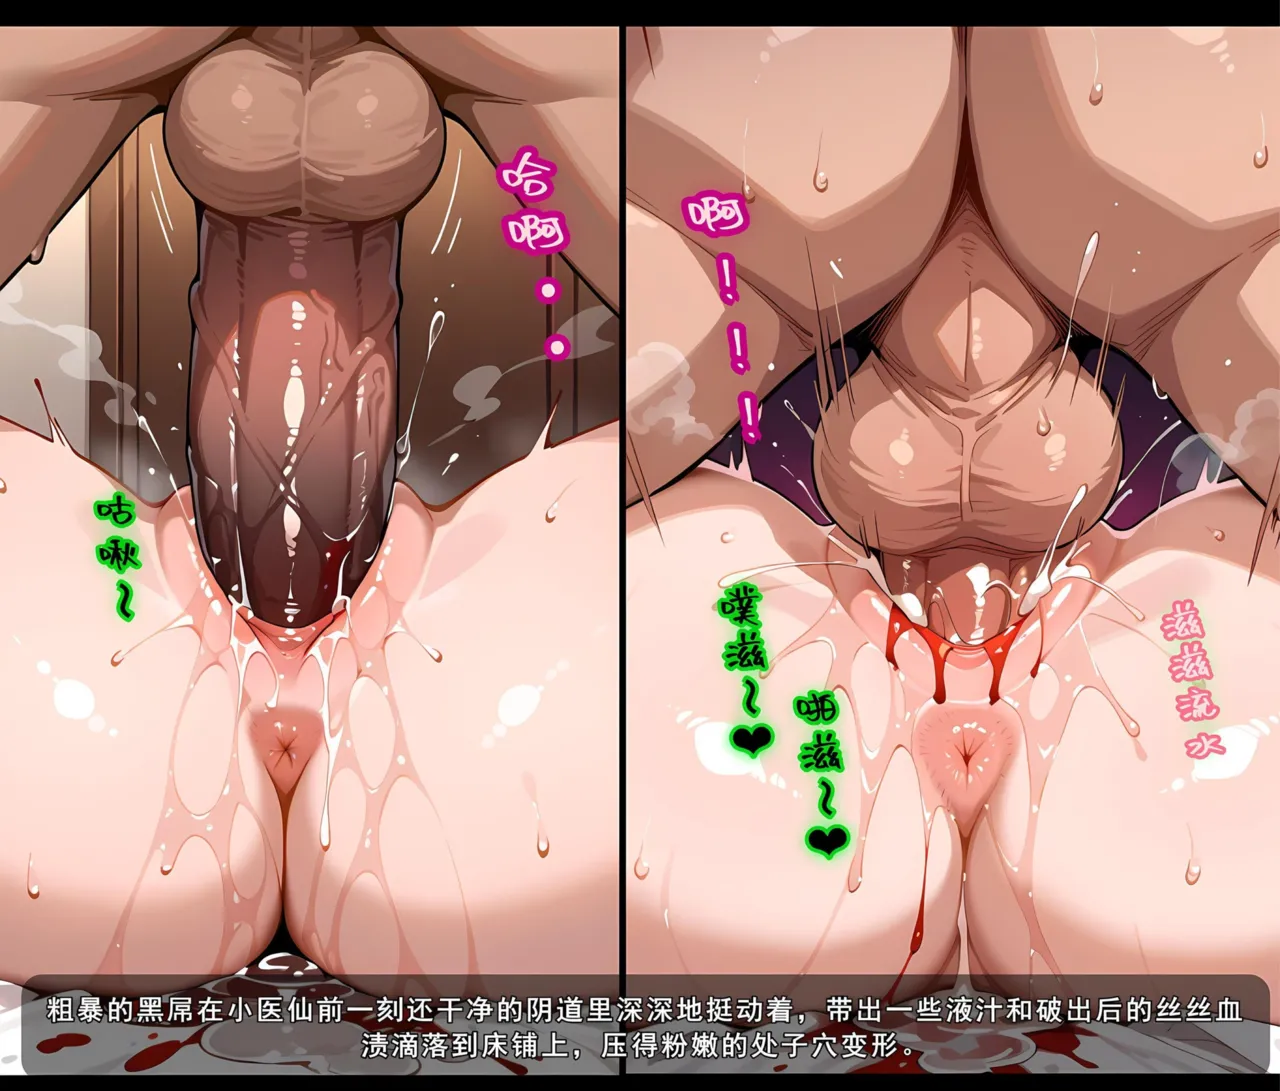 哈啊··
咕啾~
啊！！！
噗滋~♥
啪滋~♥
滋滋流水
粗暴的黑屌在小医仙前一刻还干净的阴道里深深地挺动着，带出一些液汁和破出后的丝丝血
渍滴落到床铺上，压得粉嫩的处子穴变形。